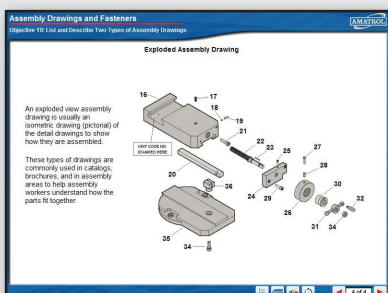 Assembly Drawings and Fasteners
Objective 19: List and Describe Two Types of Assembly Drawings
AMATROL
Exploded Assembly Drawing
An exploded view assembly
drawing is usually an
isometric drawing (pictorial) of
the detail drawings to show
how they are assembled.
These types of drawings are
commonly used in catalogs,
brochures, and in assembly
areas to help assembly
workers understand how the
parts fit together.
16
17
18
19
21
22
23
25
27
28
30
32
UNIT CODE NO.
STAMPED HERE
20
36
24
29
26
31
34
35
34
4 of 4